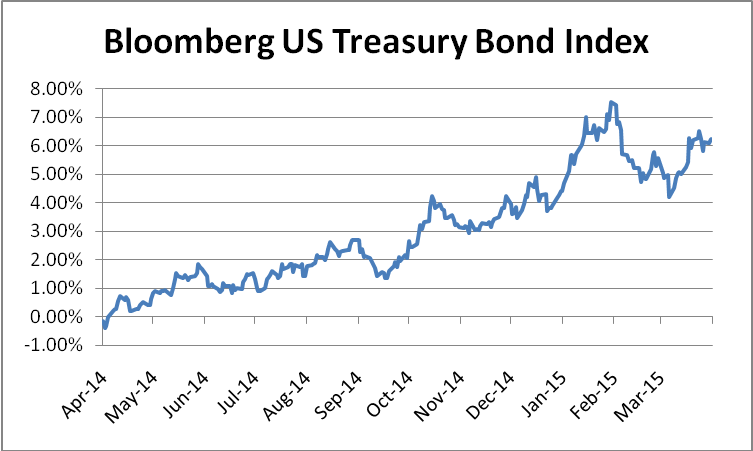 Bloomberg US Treasury Bond Index
8.00%
7.00%
6.00%
5.00%
4.00%
3.00%
2.00%
1.00%
0.00%
-1.00%
Apr-14
May-14
Jun-14
Jul-14
Aug-14
Sep-14
Oct-14
Nov-14
Dec-14
Jan-15
Feb-15
Mar-15